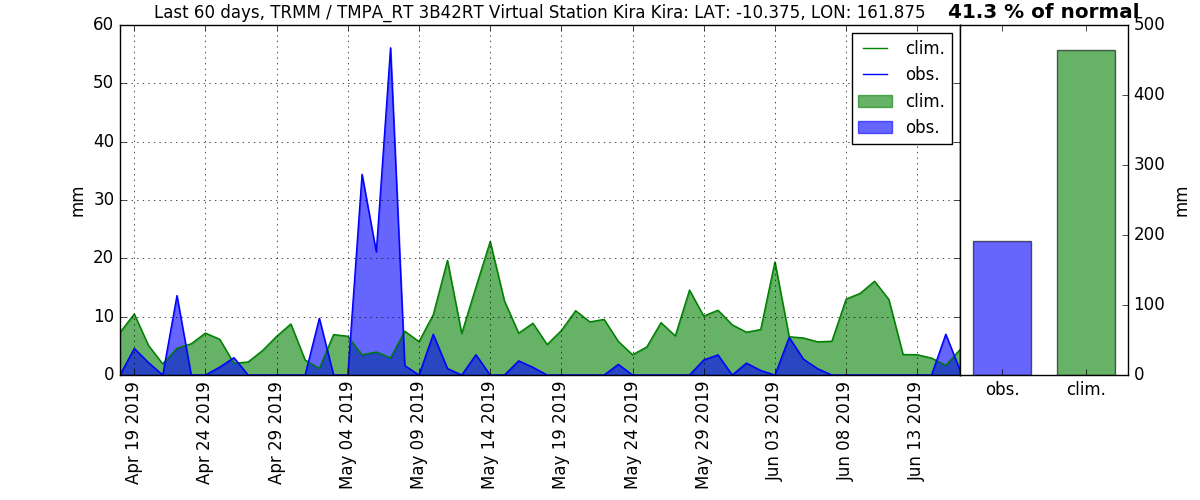 Last 60 days, TRMM / TMPA_RT 3B42RT Virtual Station Kira Kira: LAT: -10.375, LON: 161.875
41.3 % of normal
60
50
40
30
20
10
0
mm
clim.
obs.
clim.
obs.
Apr 19 2019
Apr 24 2019
Apr 29 2019
May 04 2019
May 09 2019
May 14 2019
May 19 2019
May 24 2019
May 29 2019
Jun 03 2019
Jun 08 2019
Jun 13 2019
500
400
300
200
100
0
mm
obs.
clim.